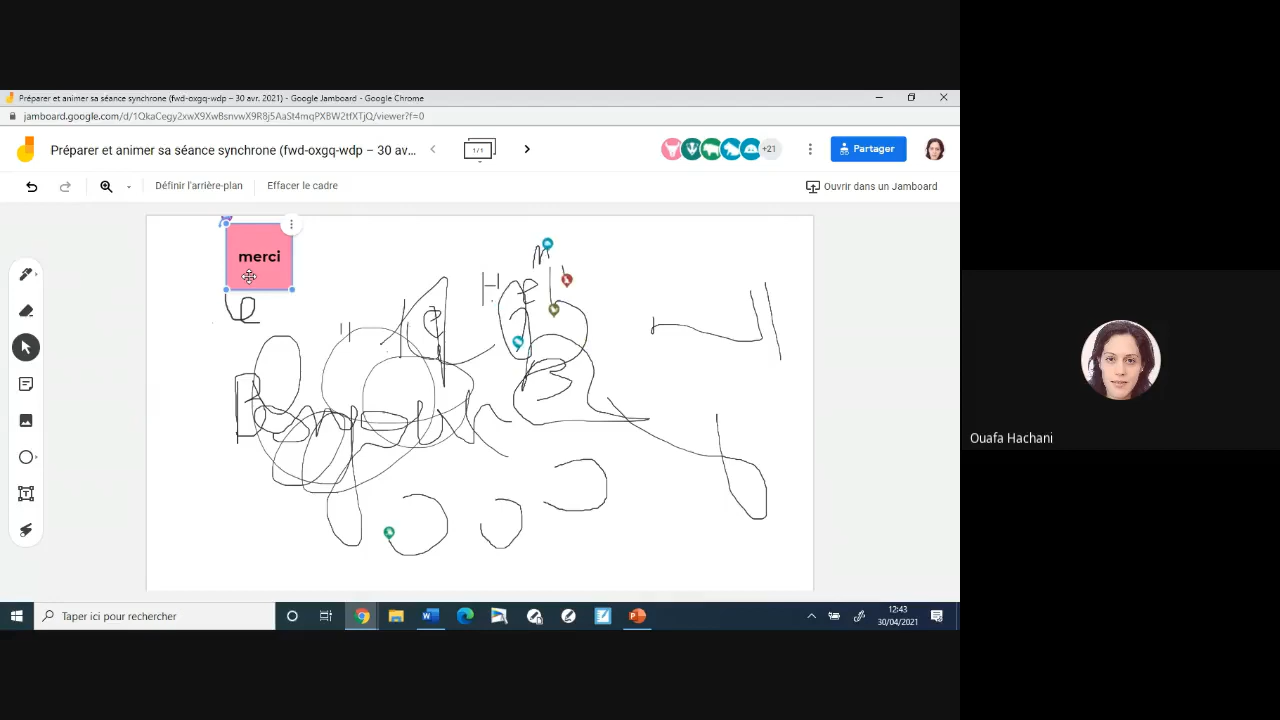 Préparer et animer sa séance synchrone (fwd-oxgq-wdp – 30 avr. 2021) - Google Jamboard - Google Chrome
jamboard.google.com/d/1QkaCegy2xwX9XwBsnvwX9R8j5AaSt4mqPXBW2tfXTjQ/viewer?f=0
Préparer et animer sa séance synchrone (fwd-oxgq-wdp – 30 av...
1/1
+21
Partager
Définir l'arrière-plan
Effacer le cadre
Ouvrir dans un Jamboard
merci
Ouafa Hachani
Taper ici pour rechercher
12:43
30/04/2021